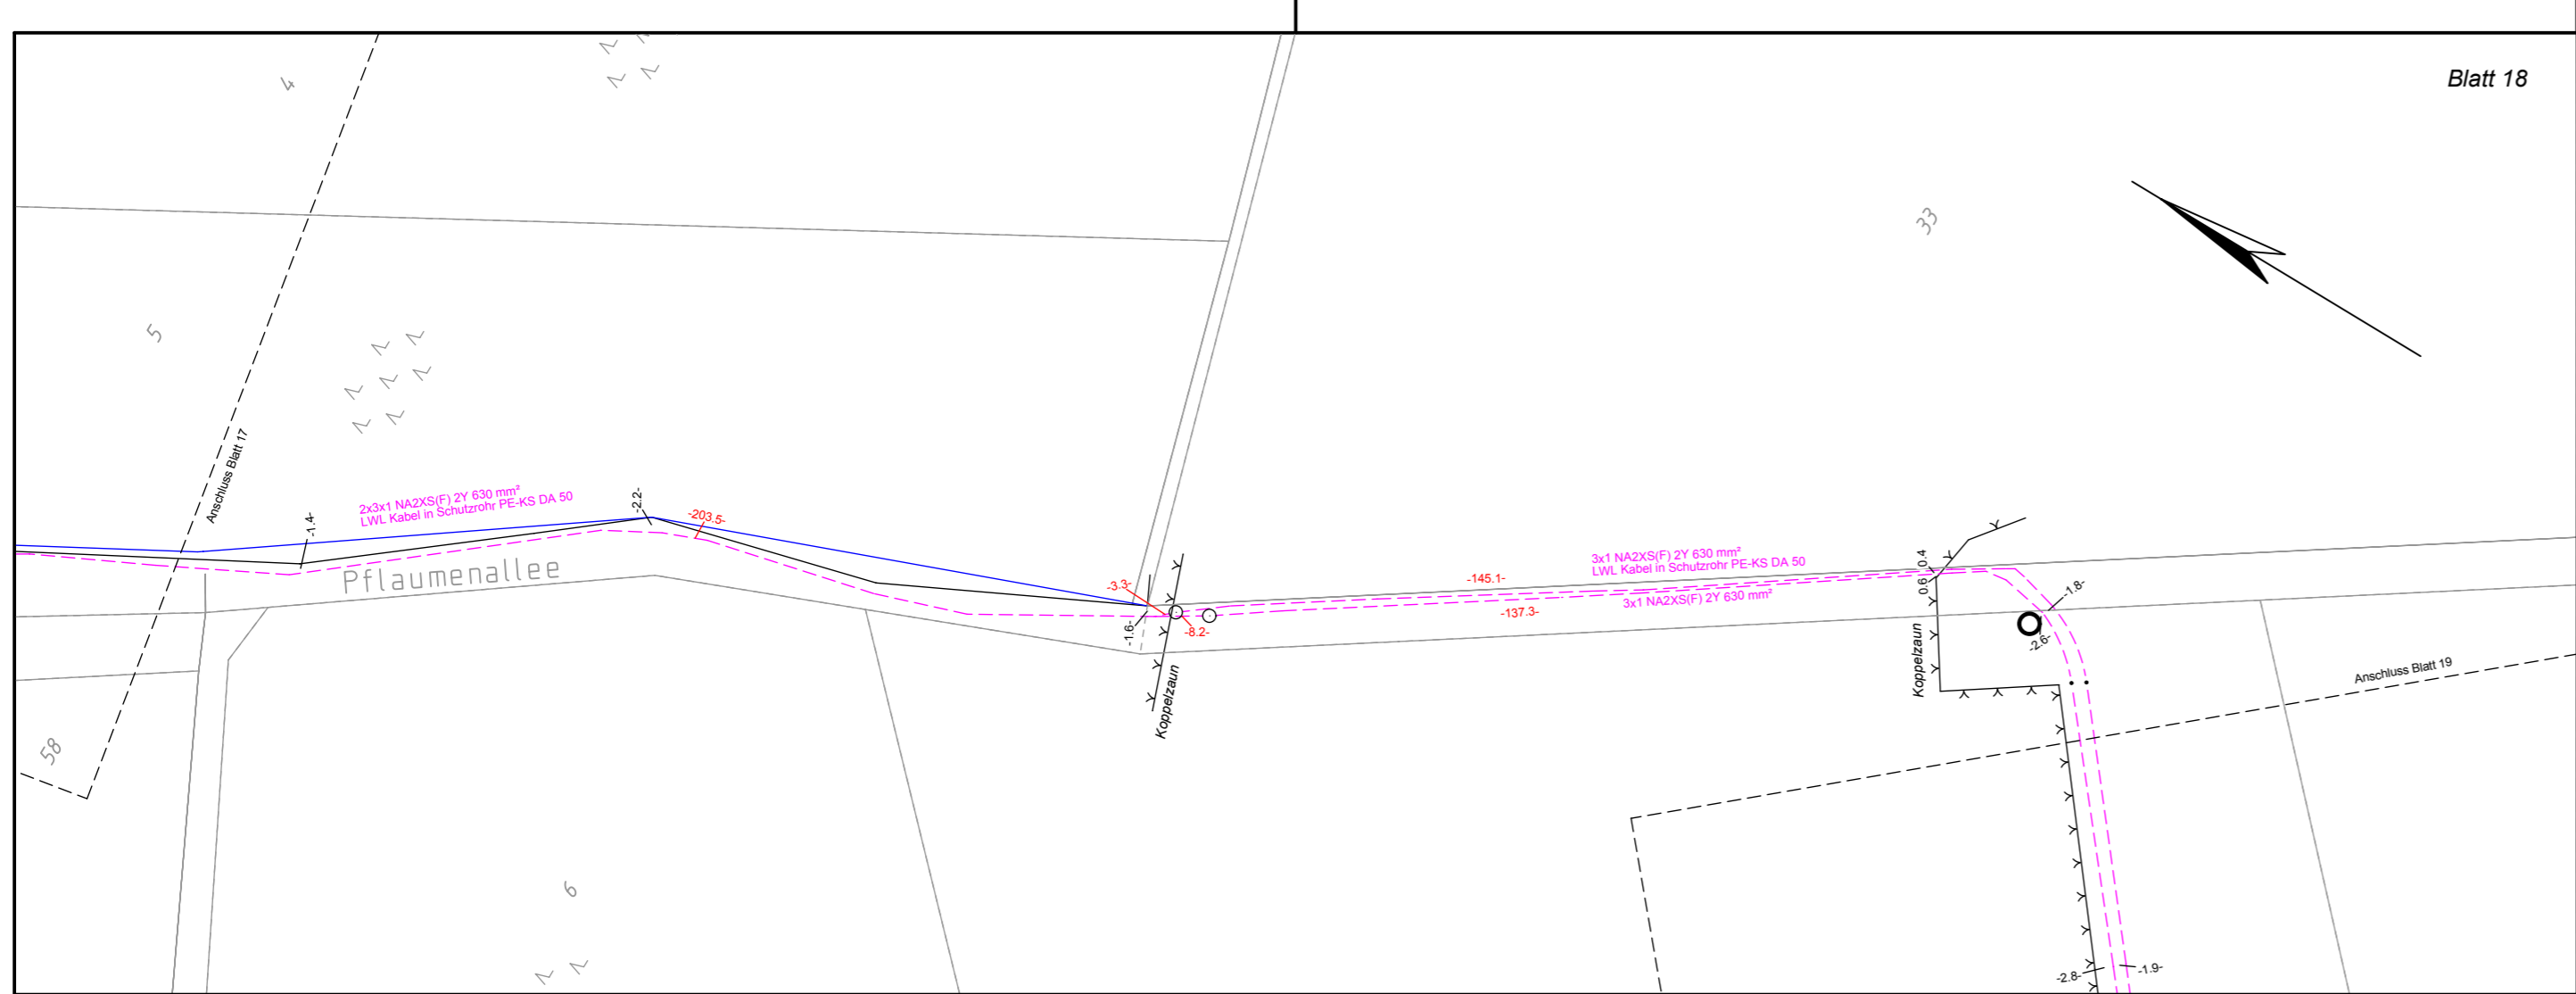 Blatt 18
4
33
5
Anschluss Blatt 17
2x3x1 NA2XS(F) 2Y 630 mm²
LWL Kabel in Schutzrohr PE-KS DA 50
-1.4-
-2.2-
-203.5-
Pflaumenallee
-3.3-
-1.6-
-8.2-
Koppelzaun
-145.1-
-137.3-
3x1 NA2XS(F) 2Y 630 mm²
LWL Kabel in Schutzrohr PE-KS DA 50
3x1 NA2XS(F) 2Y 630 mm²
0.6
0.4
-1.8-
-2.6-
Koppelzaun
Anschluss Blatt 19
58
6
-2.8-
-1.9-